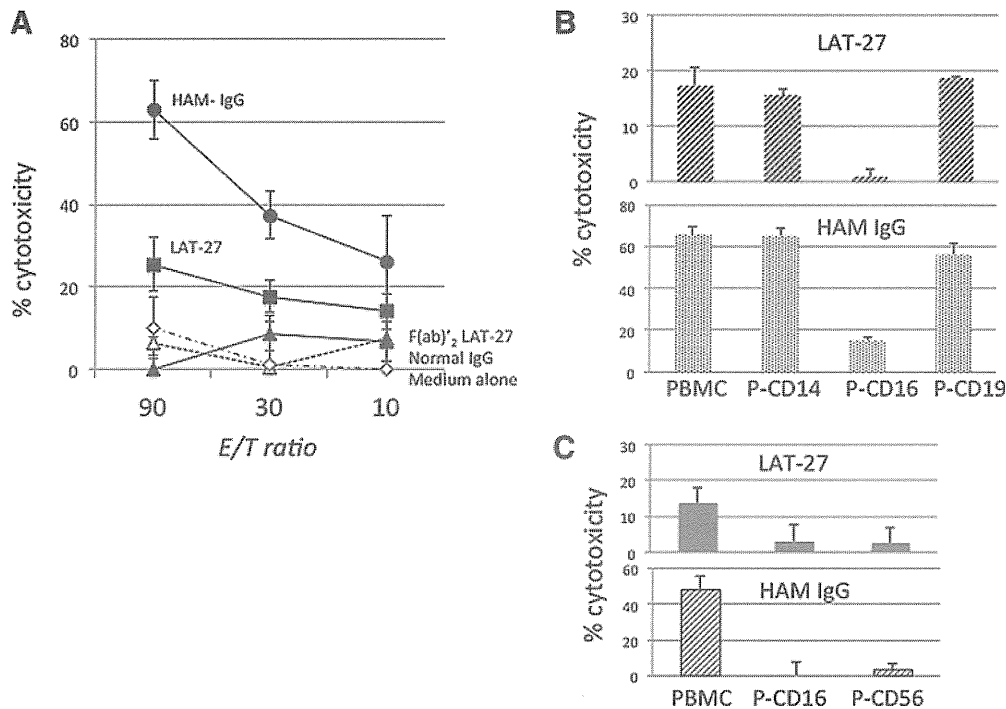 A
80
60
40
20
0
% cytotoxicity
HAM- IgG
LAT-27
F(ab)'₂ LAT-27
Normal IgG
Medium alone
90 30 10
E/T ratio
B
30
20
10
0
LAT-27
% cytotoxicity
80
60
40
20
0
HAM IgG
PBMC P-CD14 P-CD16 P-CD19
C
30
20
10
0
LAT-27
% cytotoxicity
60
40
20
0
HAM IgG
PBMC P-CD16 P-CD56